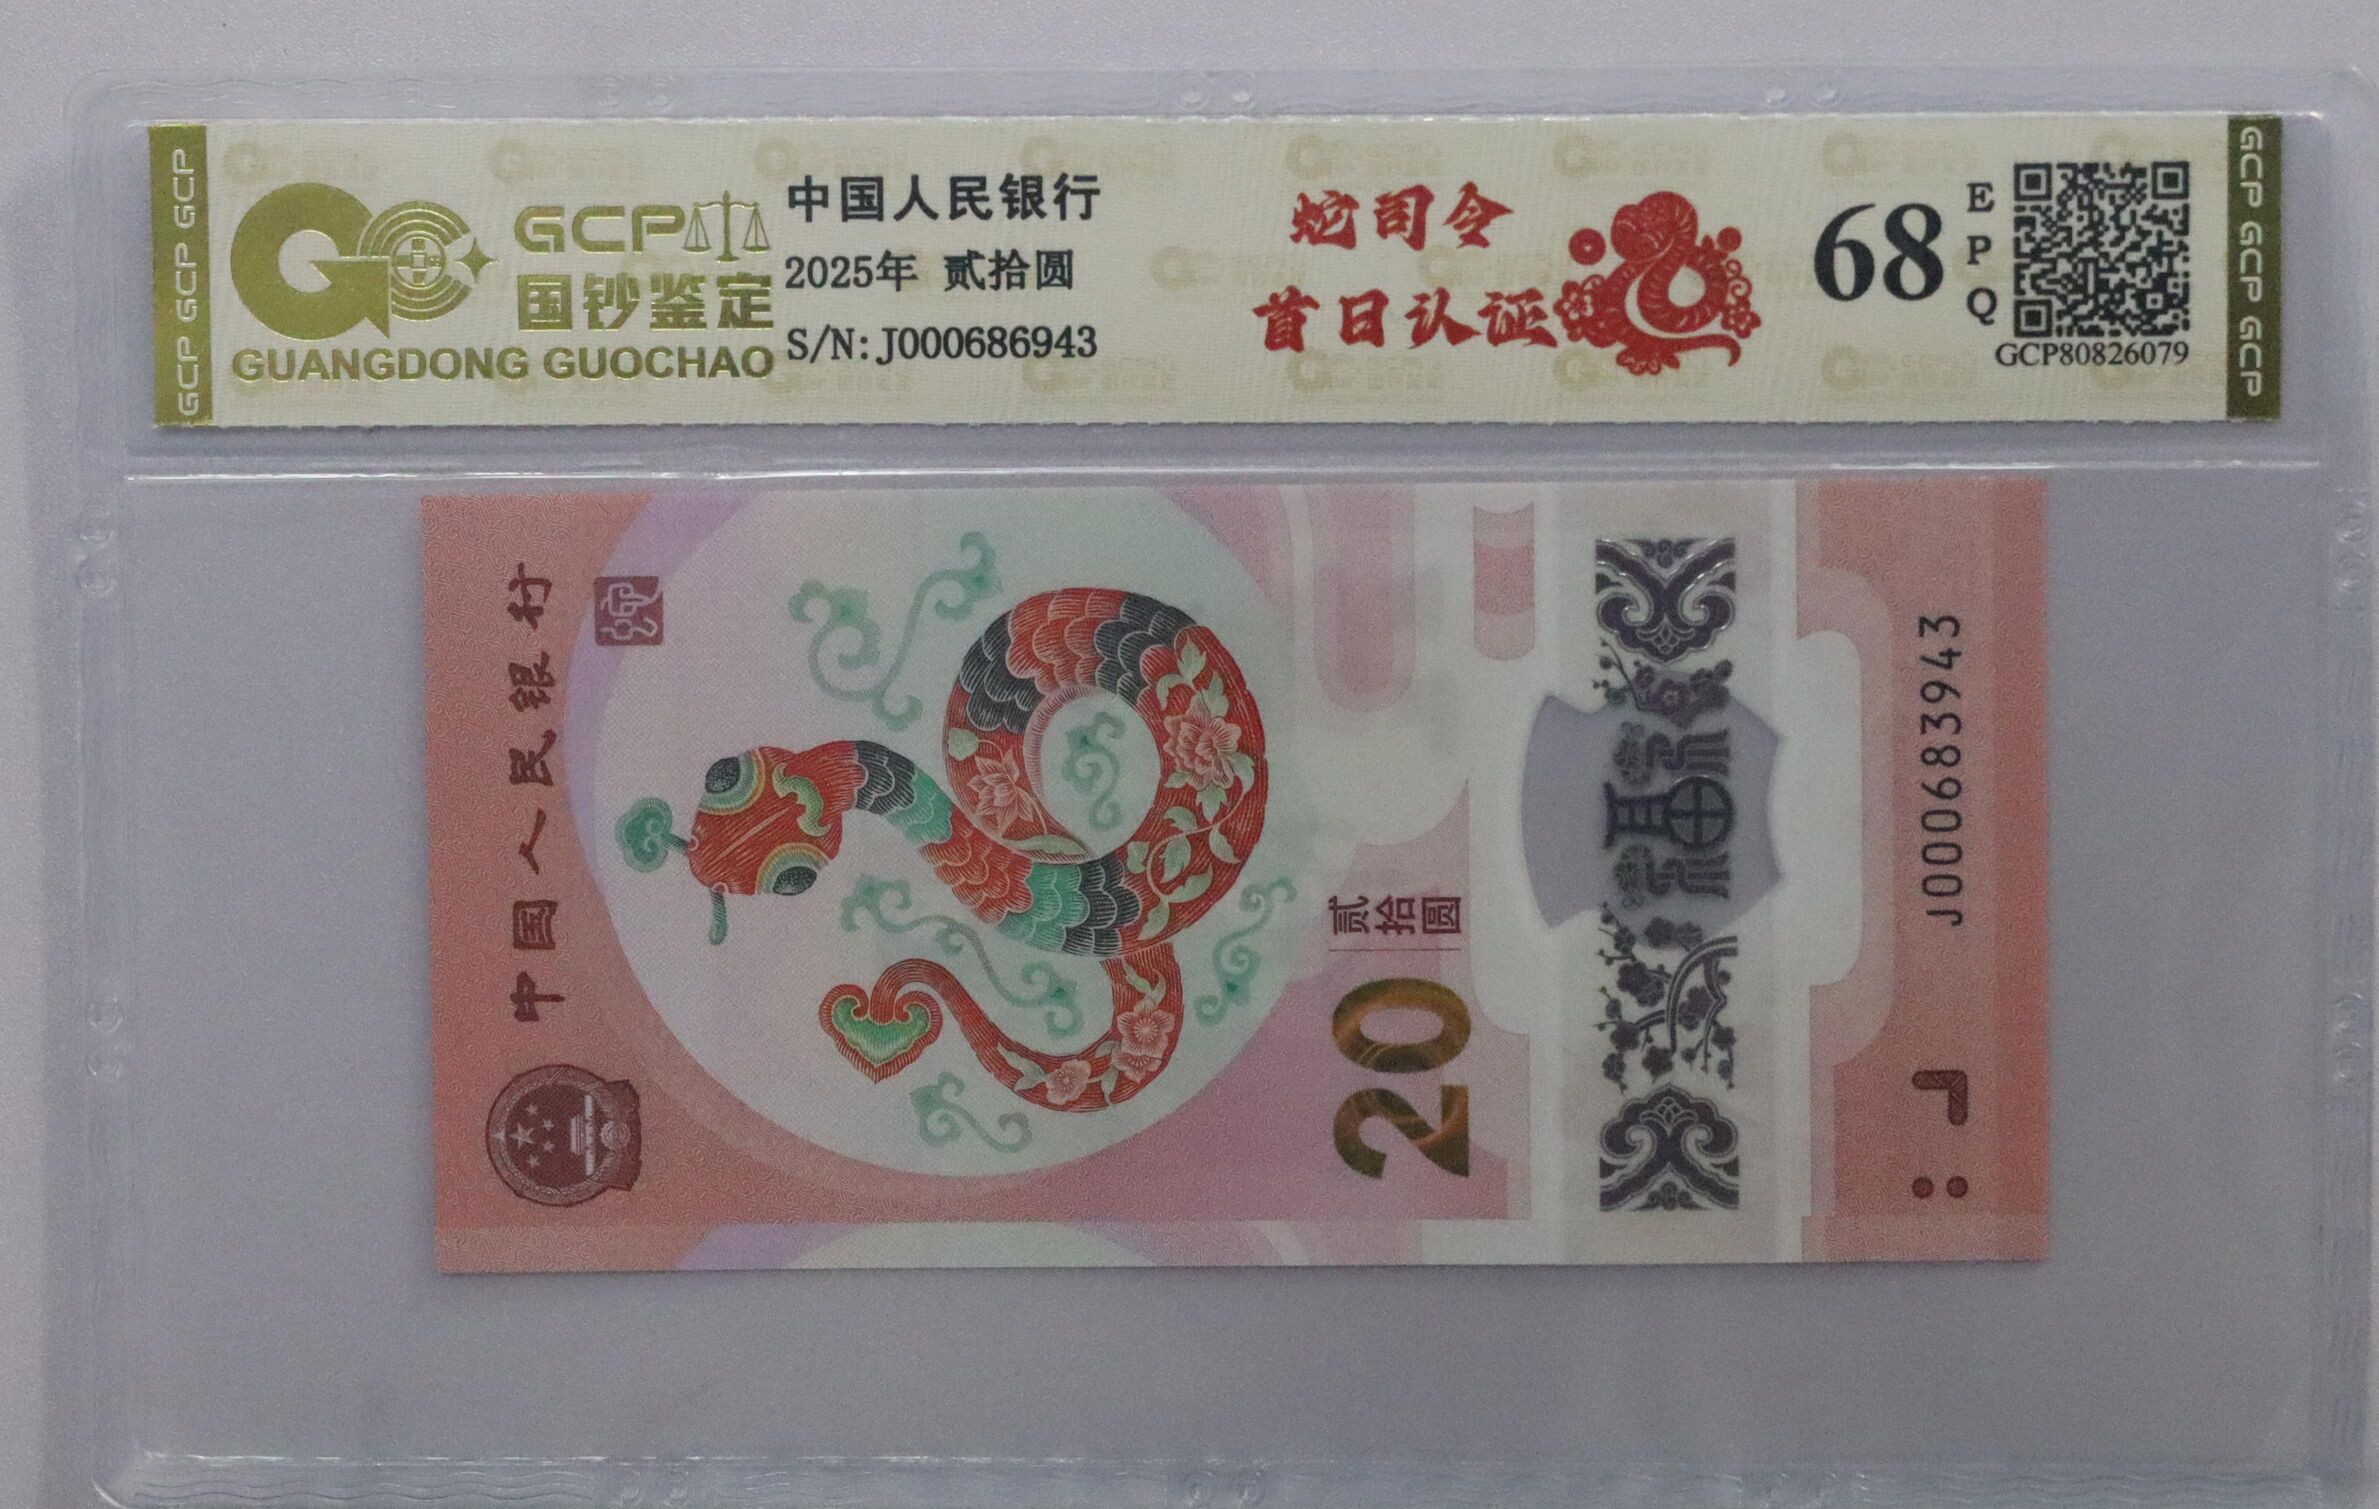 GCP GCP GCP
GCP
国钞鉴定
GUANGDONG GUOCHAO
中国人民银行
2025年 贰拾圆
S/N: J000686943
蛇司令
首日认证
68
EPQ
GCP80826079
GCP GCP GCP
中国人民银行
贰拾圆
20
福
J000683943